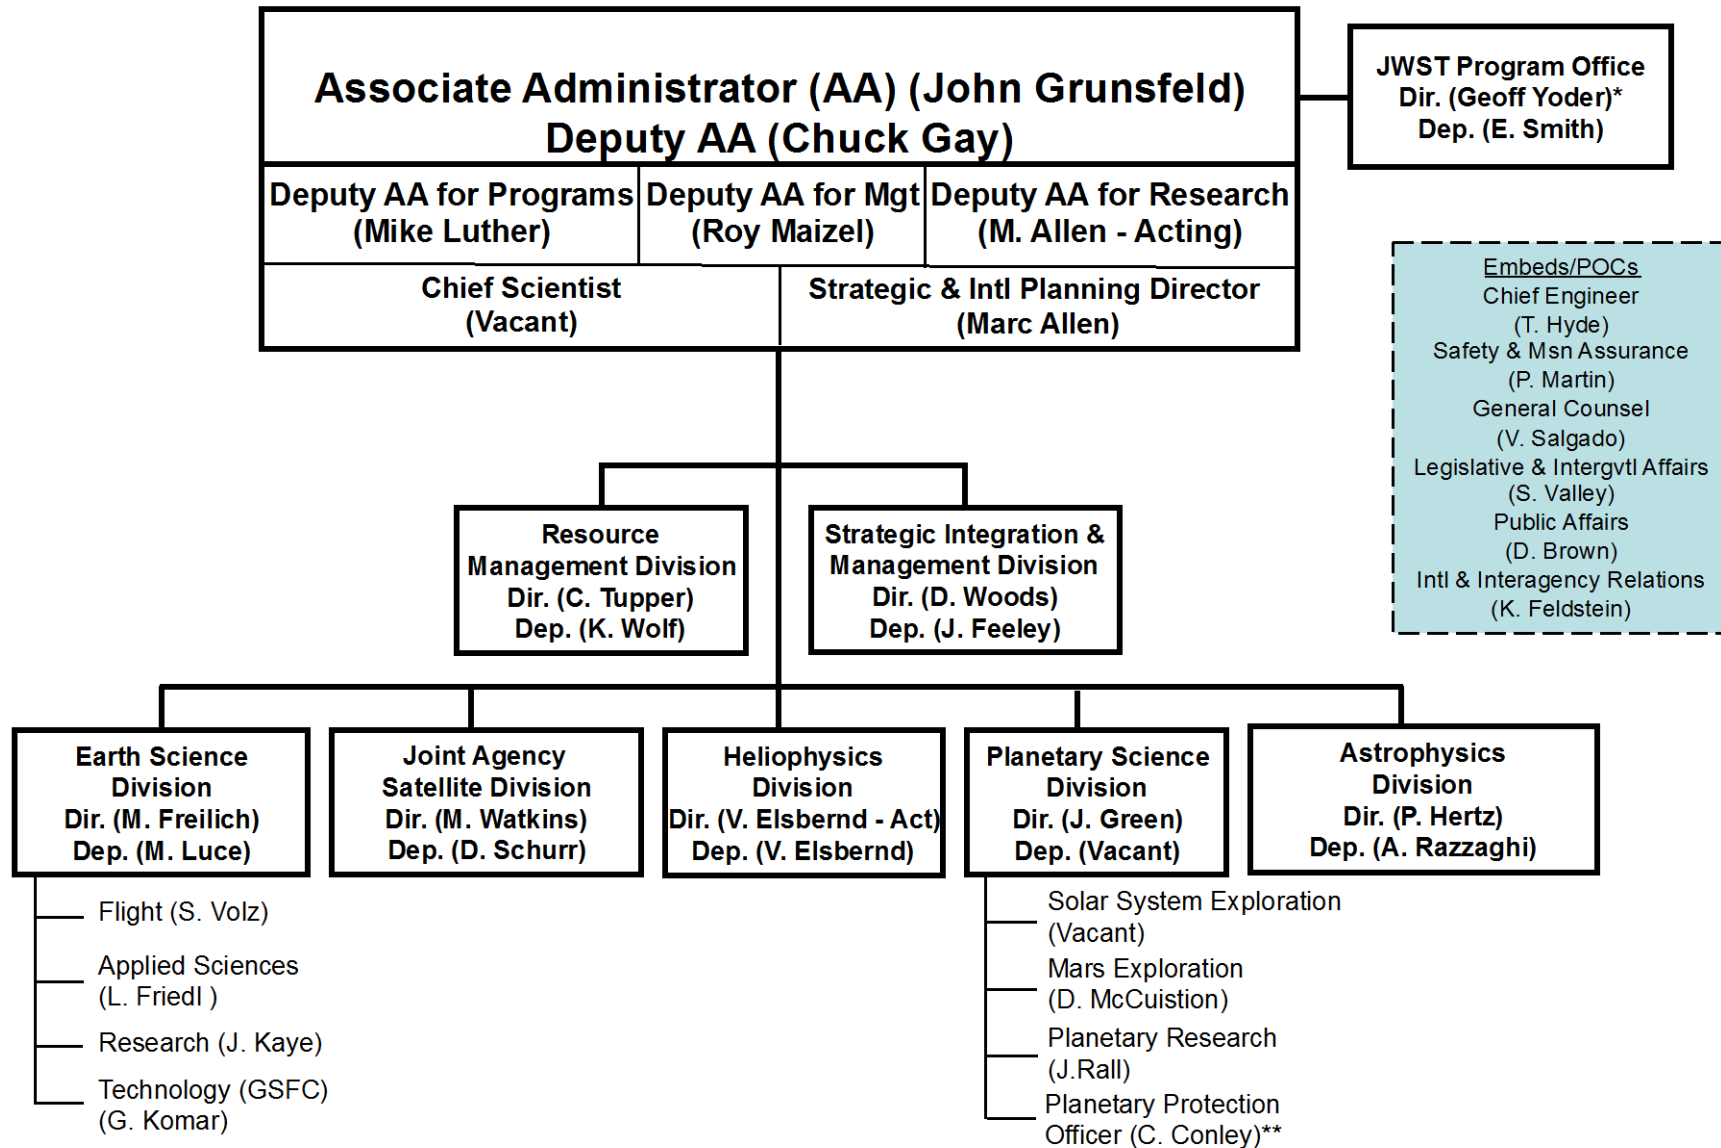 Associate Administrator (AA) (John Grunsfeld)
Deputy AA (Chuck Gay)
JWST Program Office
Dir. (Geoff Yoder)*
Dep. (E. Smith)
Deputy AA for Programs
(Mike Luther)
Deputy AA for Mgt
(Roy Maizel)
Deputy AA for Research
(M. Allen - Acting)
Chief Scientist
(Vacant)
Strategic & Intl Planning Director
(Marc Allen)
Embeds/POCs
Chief Engineer
(T. Hyde)
Safety & Msn Assurance
(P. Martin)
General Counsel
(V. Salgado)
Legislative & Intergvtl Affairs
(S. Valley)
Public Affairs
(D. Brown)
Intl & Interagency Relations
(K. Feldstein)
Resource
Management Division
Dir. (C. Tupper)
Dep. (K. Wolf)
Strategic Integration &
Management Division
Dir. (D. Woods)
Dep. (J. Feeley)
Earth Science
Division
Dir. (M. Freilich)
Dep. (M. Luce)
Joint Agency
Satellite Division
Dir. (M. Watkins)
Dep. (D. Schurr)
Heliophysics
Division
Dir. (V. Elsbernd - Act)
Dep. (V. Elsbernd)
Planetary Science
Division
Dir. (J. Green)
Dep. (Vacant)
Astrophysics
Division
Dir. (P. Hertz)
Dep. (A. Razzaghi)
Flight (S. Volz)
Applied Sciences
(L. Friedl )
Research (J. Kaye)
Technology (GSFC)
(G. Komar)
Solar System Exploration
(Vacant)
Mars Exploration
(D. McCuistion)
Planetary Research
(J.Rall)
Planetary Protection
Officer (C. Conley)**